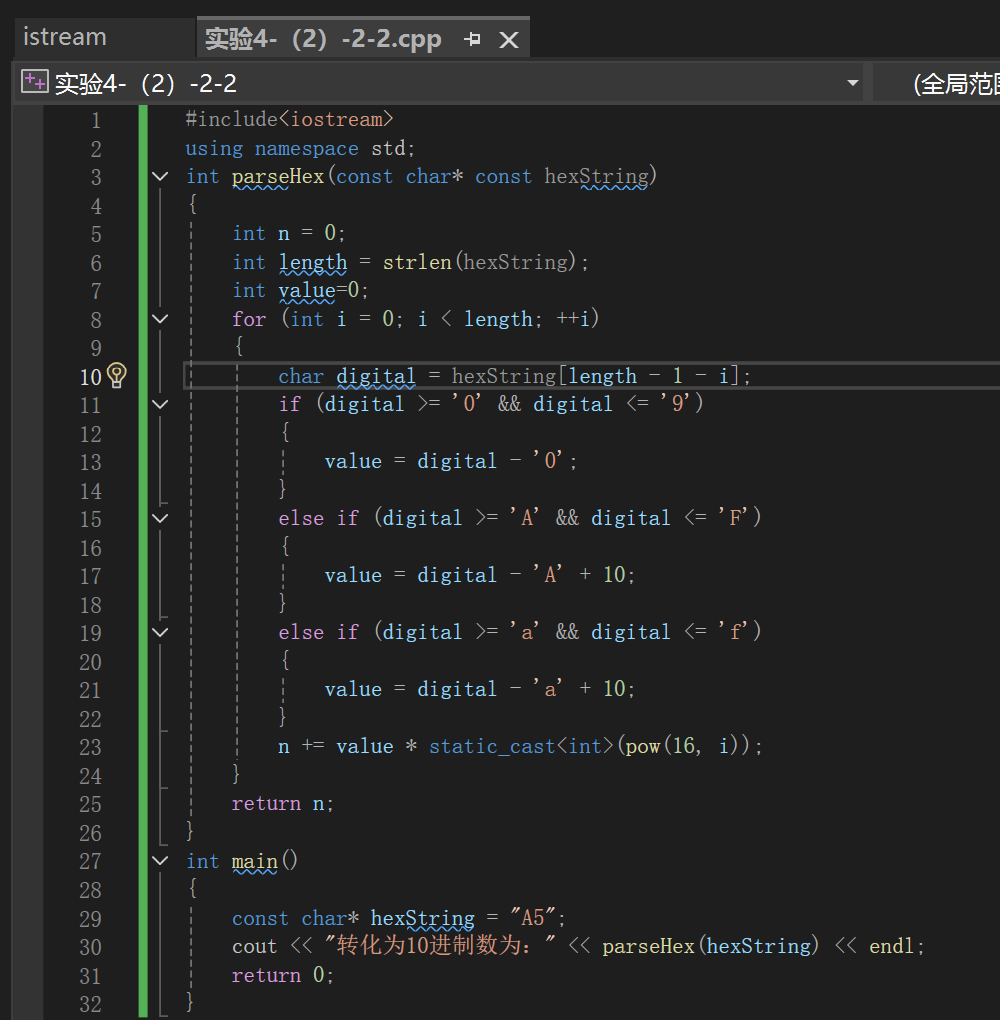 istream
实验4-（2）-2-2.cpp
实验4-（2）-2-2
(全局范围
1 #include<iostream>
2 using namespace std;
3 int parseHex(const char* const hexString)
4 {
5 int n = 0;
6 int length = strlen(hexString);
7 int value=0;
8 for (int i = 0; i < length; ++i)
9 {
10 char digital = hexString[length - 1 - i];
11 if (digital >= '0' && digital <= '9')
12 {
13 value = digital - '0';
14 }
15 else if (digital >= 'A' && digital <= 'F')
16 {
17 value = digital - 'A' + 10;
18 }
19 else if (digital >= 'a' && digital <= 'f')
20 {
21 value = digital - 'a' + 10;
22 }
23 n += value * static_cast<int>(pow(16, i));
24 }
25 return n;
26 }
27 int main()
28 {
29 const char* hexString = "A5";
30 cout << "转化为10进制数为：" << parseHex(hexString) << endl;
31 return 0;
32 }